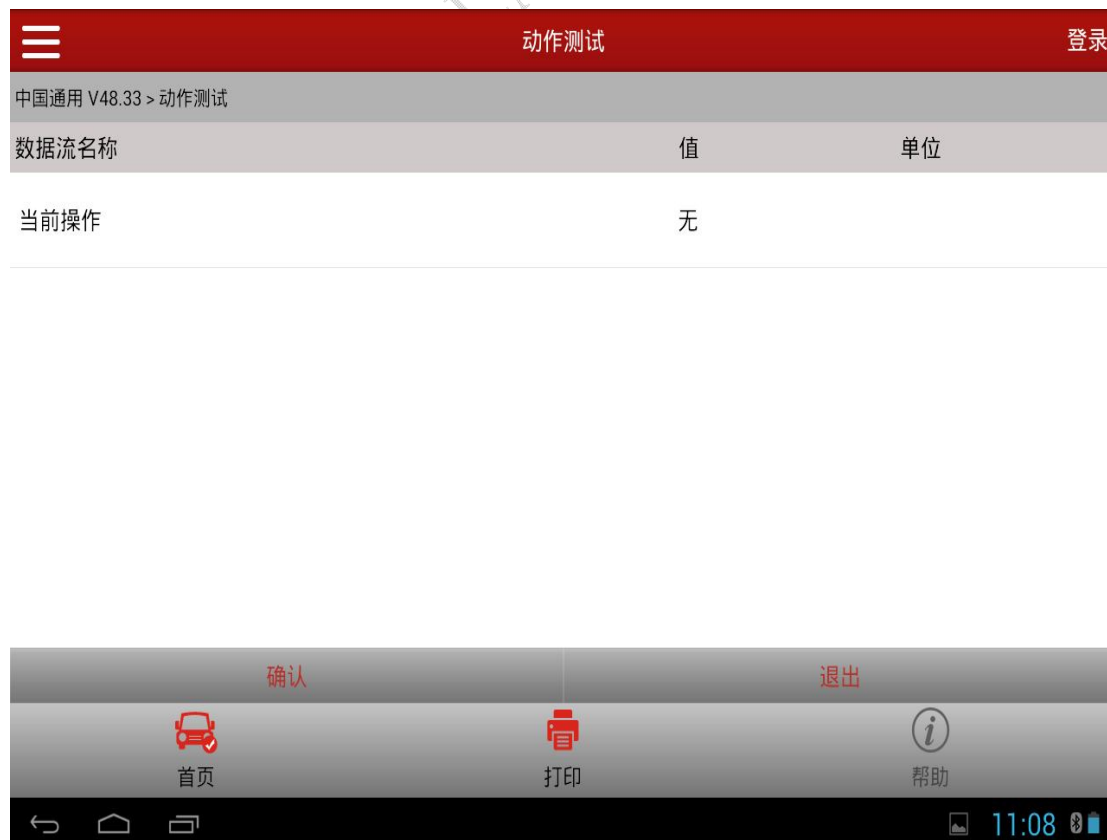 动作测试 登录
中国通用 V48.33 > 动作测试
数据流名称 值 单位
当前操作 无
确认 退出
首页 打印 帮助
11:08